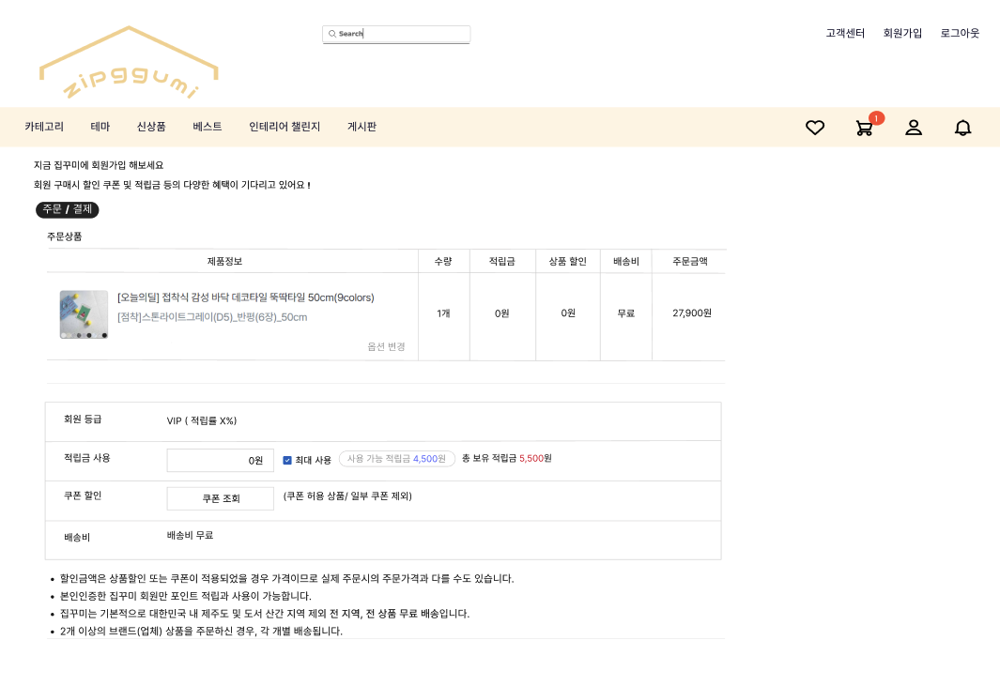 Search
고객센터 회원가입 로그아웃
zipggumi
카테고리 테마 신상품 베스트 인테리어 챌린지 게시판
1
지금 집꾸미에 회원가입 해보세요
회원 구매시 할인 쿠폰 및 적립금 등의 다양한 혜택이 기다리고 있어요 !
주문 / 결제
주문상품
제품정보 수량 적립금 상품 할인 배송비 주문금액
[오늘의딜] 접착식 감성 바닥 데코타일 뚝딱타일 50cm(9colors)
[점착]스톤라이트그레이(D5)_반평(6장)_50cm
1개 0원 0원 무료 27,900원
옵션 변경
회원 등급 VIP ( 적립률 X%)
적립금 사용 0원 최대 사용 사용 가능 적립금 4,500원 총 보유 적립금 5,500원
쿠폰 할인 쿠폰 조회 (쿠폰 허용 상품/ 일부 쿠폰 제외)
배송비 배송비 무료
• 할인금액은 상품할인 또는 쿠폰이 적용되었을 경우 가격이므로 실제 주문시의 주문가격과 다를 수도 있습니다.
• 본인인증한 집꾸미 회원만 포인트 적립과 사용이 가능합니다.
• 집꾸미는 기본적으로 대한민국 내 제주도 및 도서 산간 지역 제외 전 지역, 전 상품 무료 배송입니다.
• 2개 이상의 브랜드(업체) 상품을 주문하신 경우, 각 개별 배송됩니다.